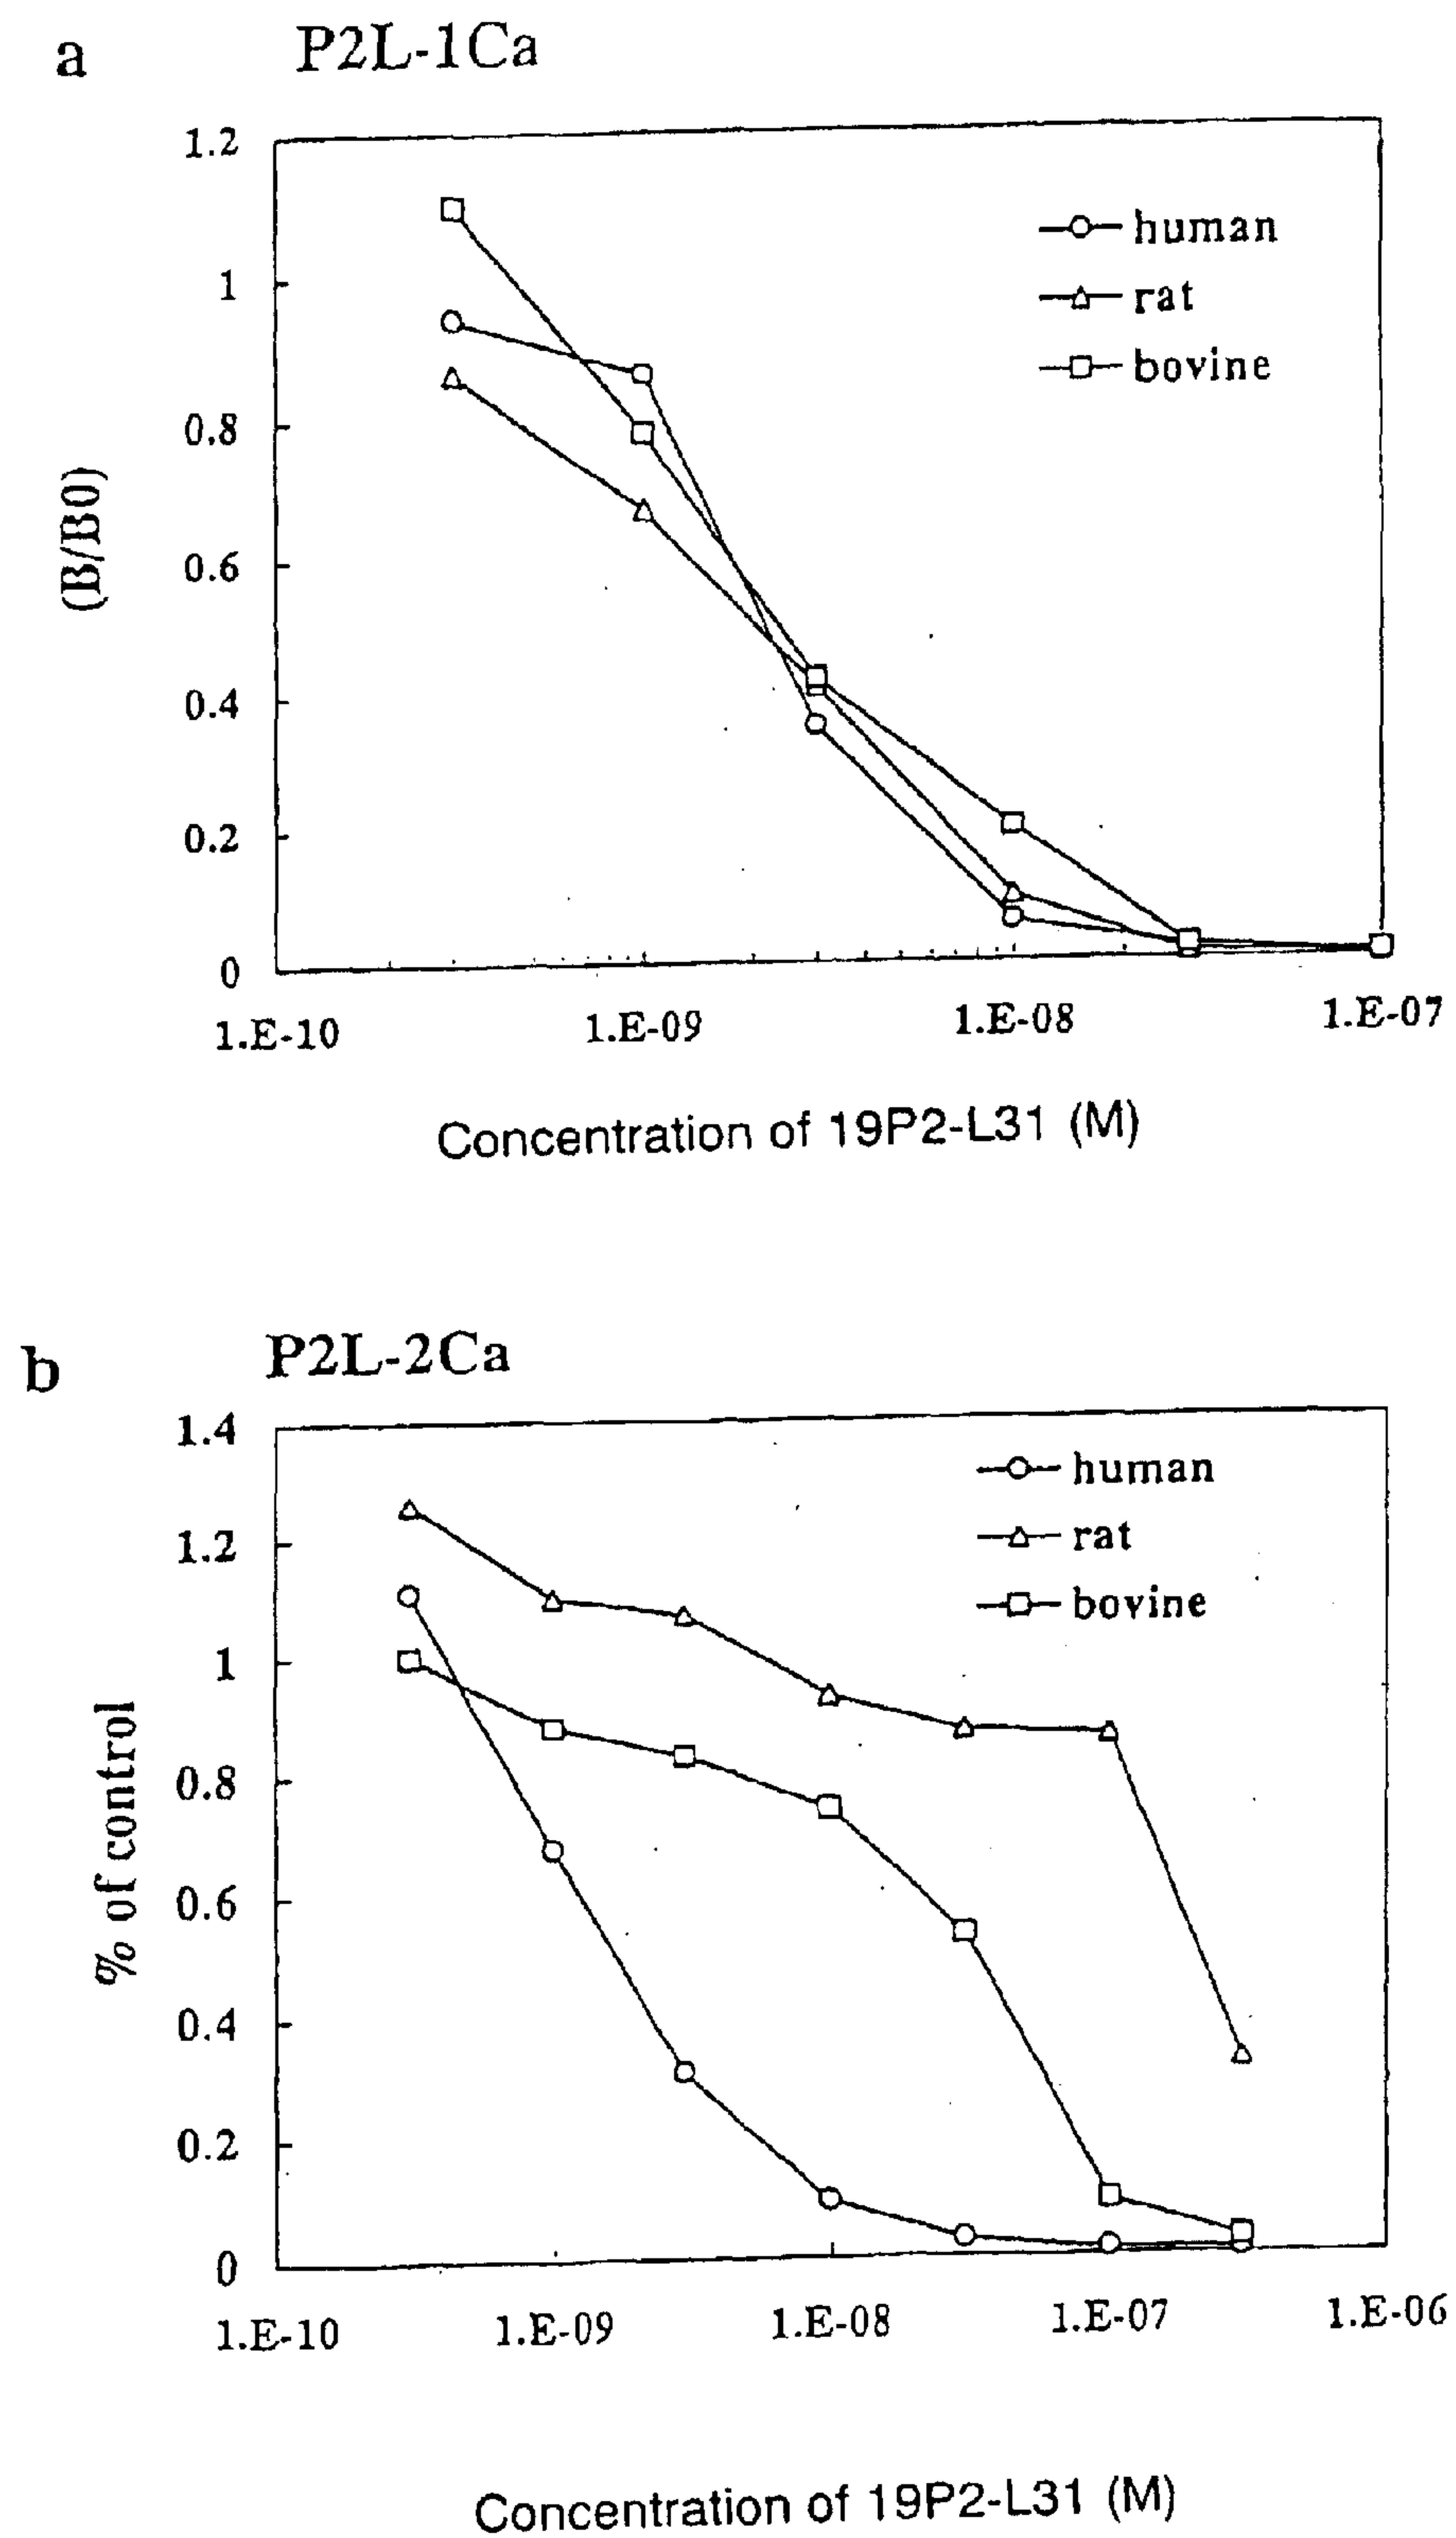 a P2L-1Ca
1.2
1
0.8
0.6
0.4
0.2
0
(B/B0)
human
rat
bovine
1.E-10 1.E-09 1.E-08 1.E-07
Concentration of 19P2-L31 (M)
b P2L-2Ca
1.4
1.2
1
0.8
0.6
0.4
0.2
0
% of control
human
rat
bovine
1.E-10 1.E-09 1.E-08 1.E-07 1.E-06
Concentration of 19P2-L31 (M)